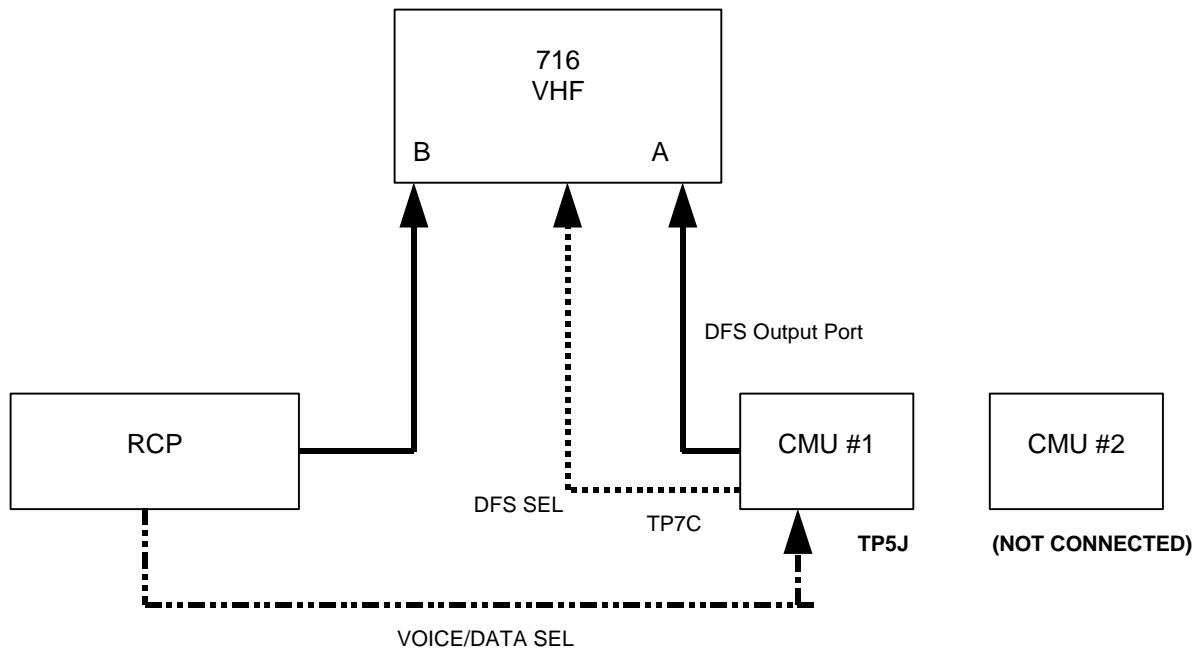 716
VHF
B
A
DFS Output Port
RCP
CMU #1
CMU #2
DFS SEL
TP7C
TP5J
(NOT CONNECTED)
VOICE/DATA SEL